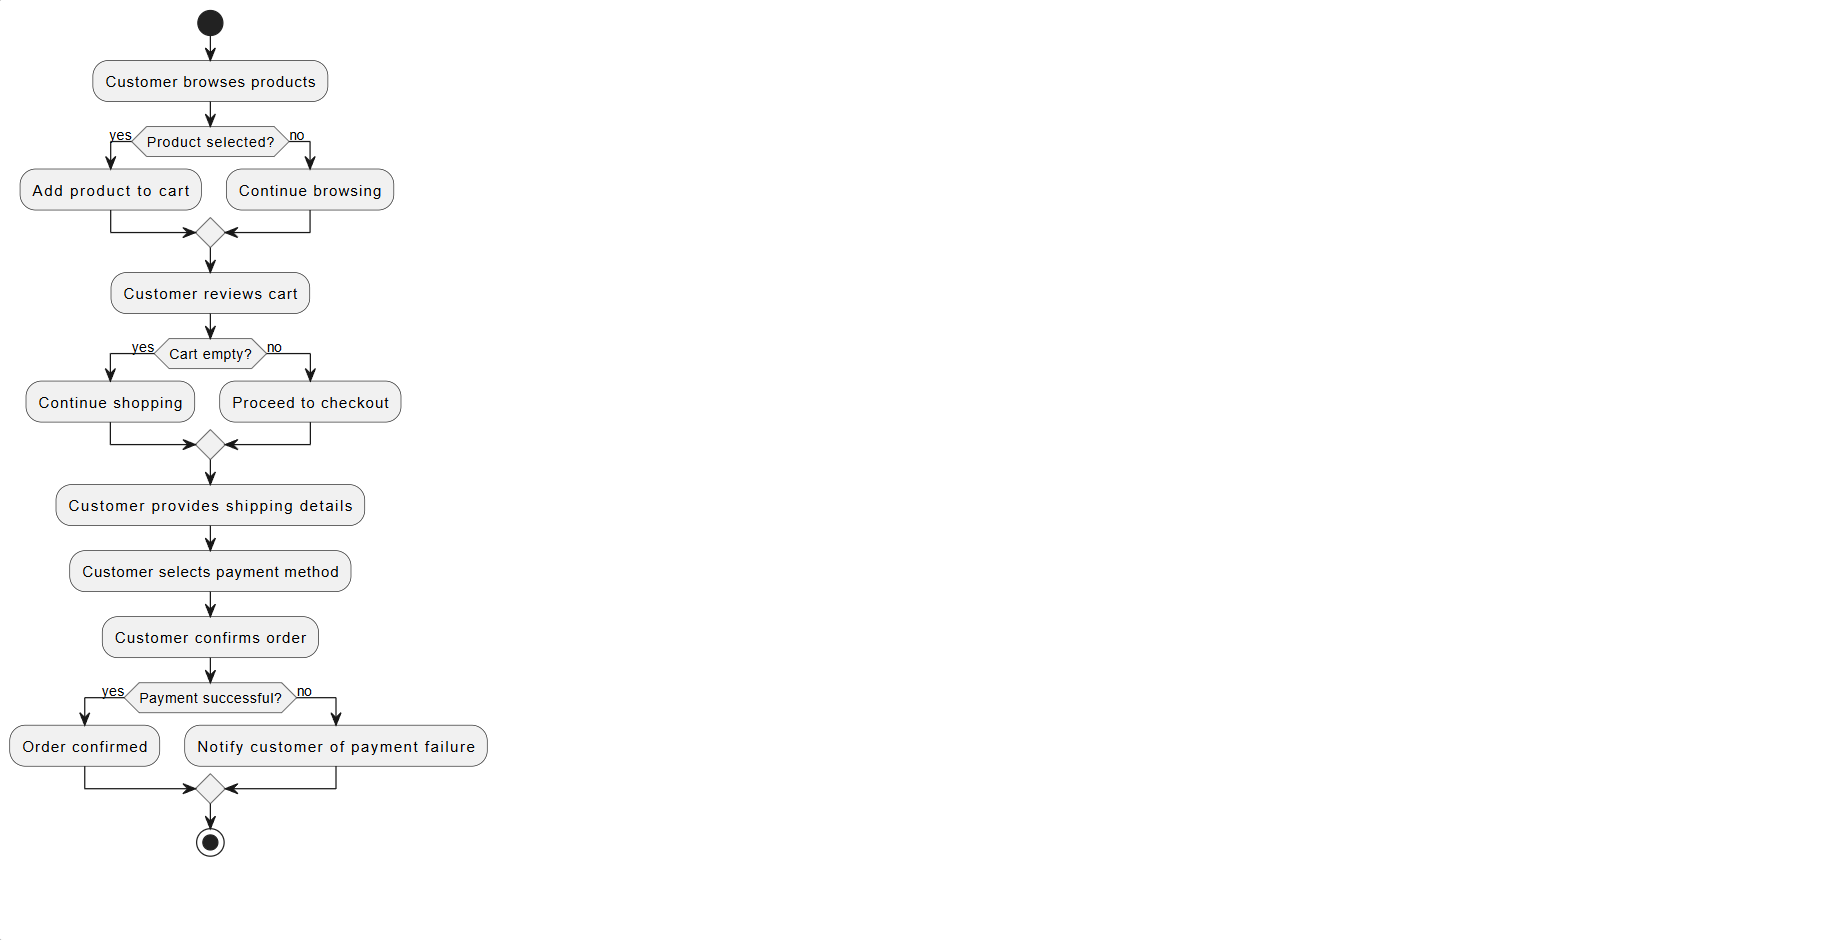 Customer browses products
yes
Product selected?
no
Add product to cart
Continue browsing
Customer reviews cart
yes
Cart empty?
no
Continue shopping
Proceed to checkout
Customer provides shipping details
Customer selects payment method
Customer confirms order
yes
Payment successful?
no
Order confirmed
Notify customer of payment failure